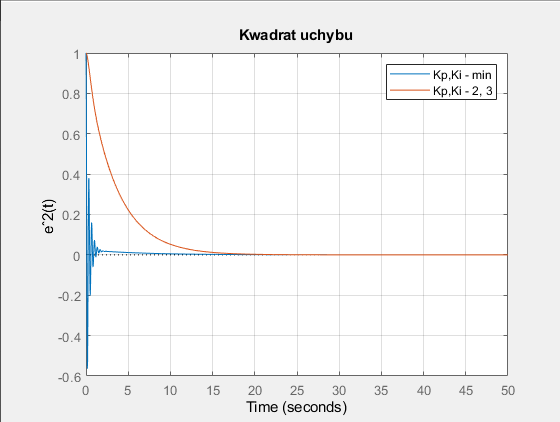 Kwadrat uchybu
Kp,Ki - min
Kp,Ki - 2, 3
e^2(t)
1
0.8
0.6
0.4
0.2
0
-0.2
-0.4
-0.6
0 5 10 15 20 25 30 35 40 45 50
Time (seconds)